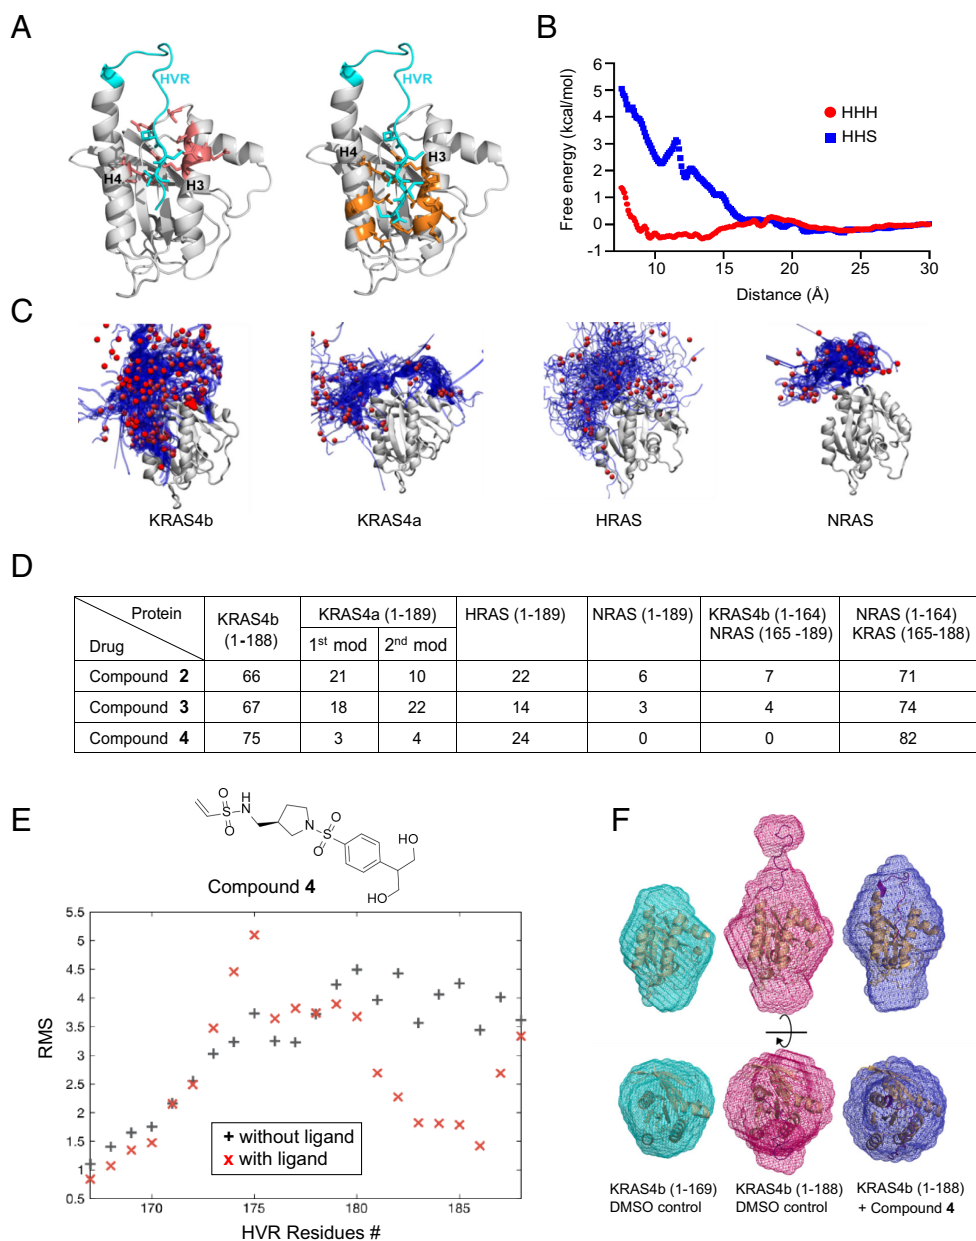 A
HVR
H4
H3
HVR
H4
H3
B
Free energy (kcal/mol)
6
5
4
3
2
1
0
-1
HHH
HHS
10 15 20 25 30
Distance (Å)
C
KRAS4b
KRAS4a
HRAS
NRAS
D
Protein
Drug
KRAS4b (1-188)
KRAS4a (1-189)
1st mod
2nd mod
HRAS (1-189)
NRAS (1-189)
KRAS4b (1-164) NRAS (165 -189)
NRAS (1-164) KRAS (165-188)
Compound 2 66 21 10 22 6 7 71
Compound 3 67 18 22 14 3 4 74
Compound 4 75 3 4 24 0 0 82
E
O
S
O
H
N
N
O
S
O
HO
HO
Compound 4
RMS
5.5
5
4.5
4
3.5
3
2.5
2
1.5
1
0.5
+ without ligand
x with ligand
170 175 180 185
HVR Residues #
F
KRAS4b (1-169)
DMSO control
KRAS4b (1-188)
DMSO control
KRAS4b (1-188)
+ Compound 4